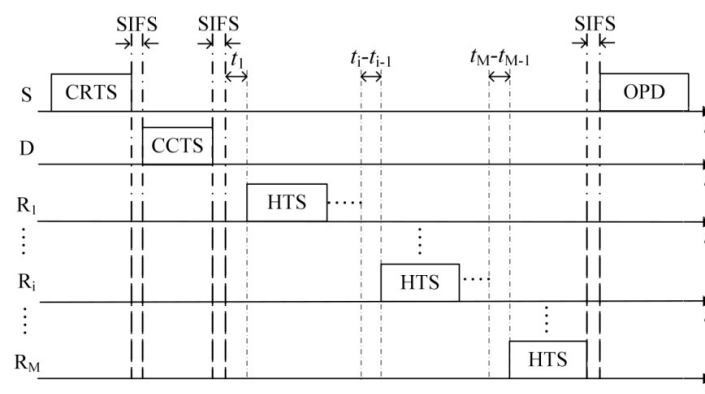 SIFS SIFS SIFS
t1 ti-ti-1 tM-tM-1
S CRTS OPD
D CCTS
R1 HTS
Ri HTS
RM HTS